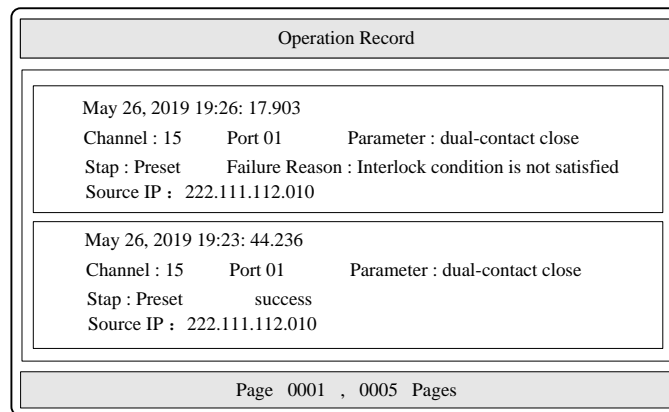 Operation Record
May 26, 2019 19:26: 17.903
Channel : 15 Port 01 Parameter : dual-contact close
Stap : Preset Failure Reason : Interlock condition is not satisfied
Source IP ： 222.111.112.010
May 26, 2019 19:23: 44.236
Channel : 15 Port 01 Parameter : dual-contact close
Stap : Preset success
Source IP ： 222.111.112.010
Page 0001 , 0005 Pages